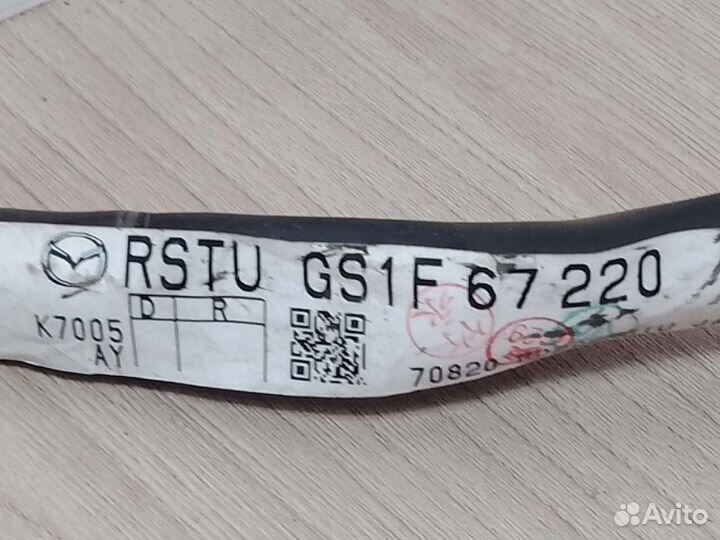 RSTU GS1F 67 220
D R
K7005
AY
70820
Avito